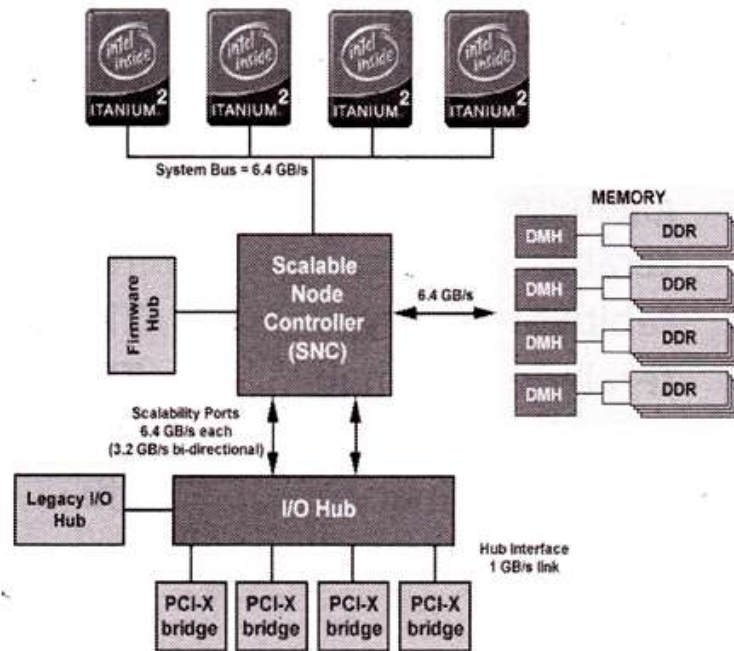 intel
inside
ITANIUM 2
intel
inside
ITANIUM 2
intel
inside
ITANIUM 2
intel
inside
ITANIUM 2
System Bus = 6.4 GB/s
MEMORY
DMH
DDR
DMH
DDR
DMH
DDR
DMH
DDR
Scalable
Node
Controller
(SNC)
6.4 GB/s
Firmware
Hub
Scalability Ports
6.4 GB/s each
(3.2 GB/s bi-directional)
Legacy I/O
Hub
I/O Hub
Hub Interface
1 GB/s link
PCI-X
bridge
PCI-X
bridge
PCI-X
bridge
PCI-X
bridge